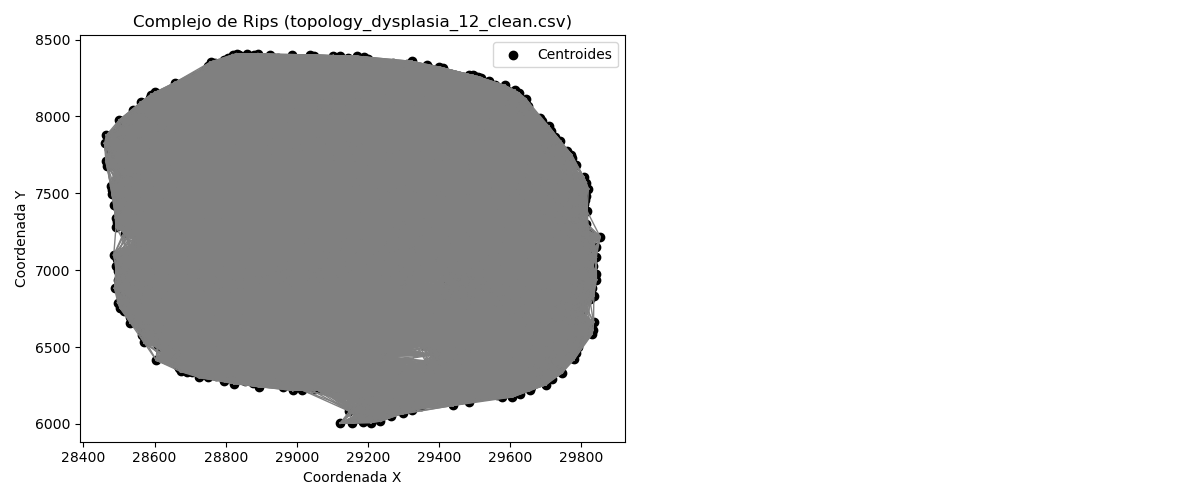 Complejo de Rips (topology_dysplasia_12_clean.csv)
Centroides
8500
8000
7500
7000
6500
6000
Coordenada Y
28400 28600 28800 29000 29200 29400 29600 29800
Coordenada X